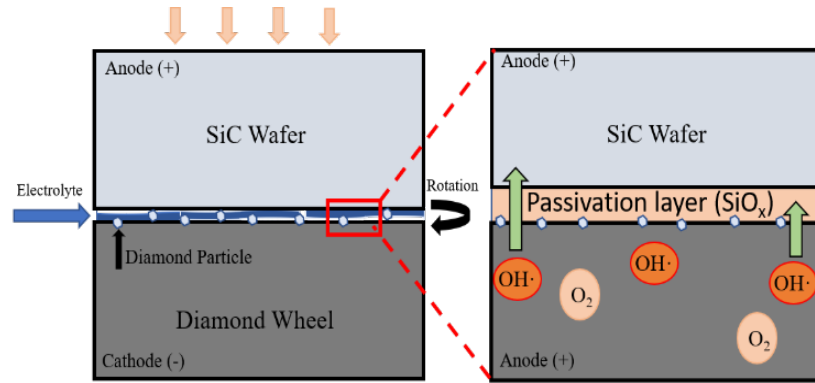 Anode (+)
SiC Wafer
Electrolyte
Rotation
Diamond Particle
Diamond Wheel
Cathode (-)
Anode (+)
SiC Wafer
Passivation layer (SiOₓ)
OH·
OH·
OH·
O₂
O₂
Anode (+)